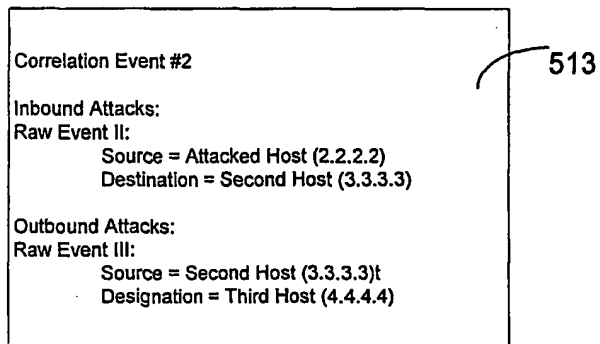 Correlation Event #2
513
Inbound Attacks:
Raw Event II:
Source = Attacked Host (2.2.2.2)
Destination = Second Host (3.3.3.3)
Outbound Attacks:
Raw Event III:
Source = Second Host (3.3.3.3)t
Designation = Third Host (4.4.4.4)